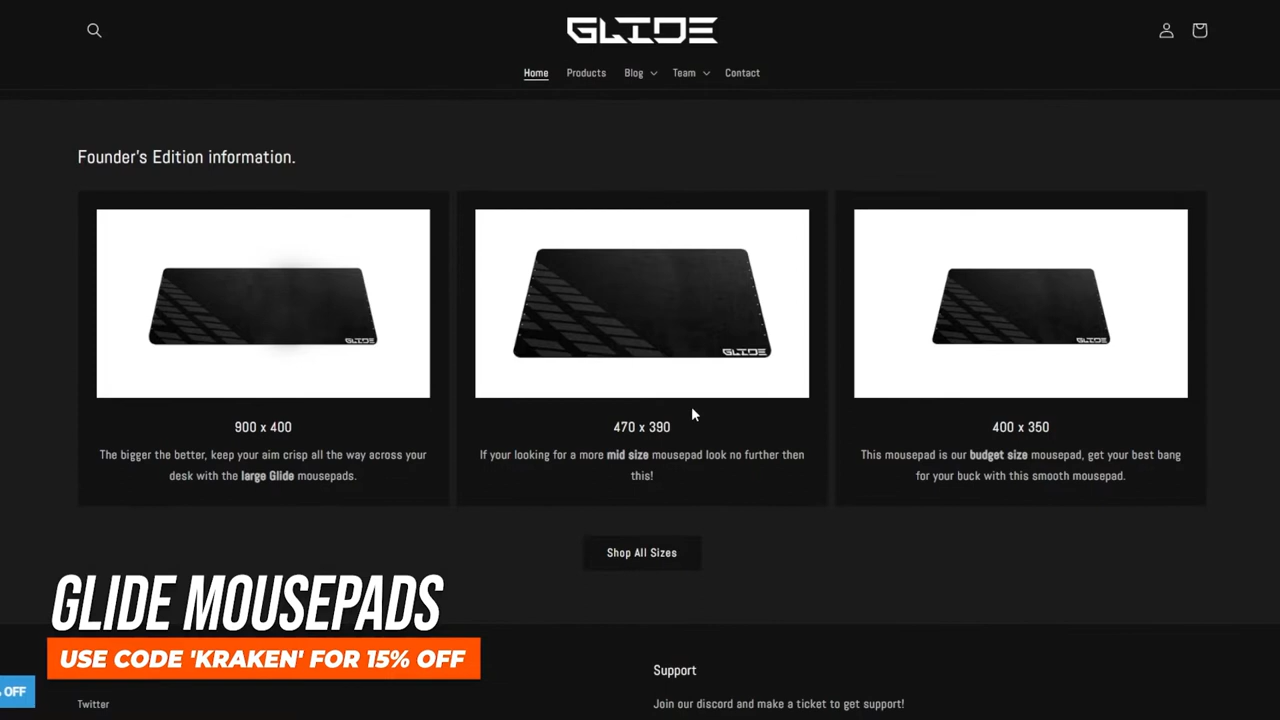 GLIDE
Home Products Blog Team Contact
Founder's Edition information.
GLIDE
GLIDE
GLIDE
900 x 400
The bigger the better, keep your aim crisp all the way across your
desk with the large Glide mousepads.
470 x 390
If your looking for a more mid size mousepad look no further then
this!
400 x 350
This mousepad is our budget size mousepad, get your best bang
for your buck with this smooth mousepad.
Shop All Sizes
GLIDE MOUSEPADS
USE CODE 'KRAKEN' FOR 15% OFF
% OFF
Twitter
Support
Join our discord and make a ticket to get support!